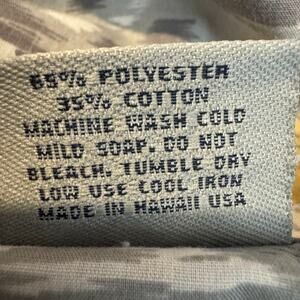 65% POLYESTER
35% COTTON
MACHINE WASH COLD
MILD SOAP. DO NOT
BLEACH. TUMBLE DRY
LOW USE COOL IRON
MADE IN HAWAII USA